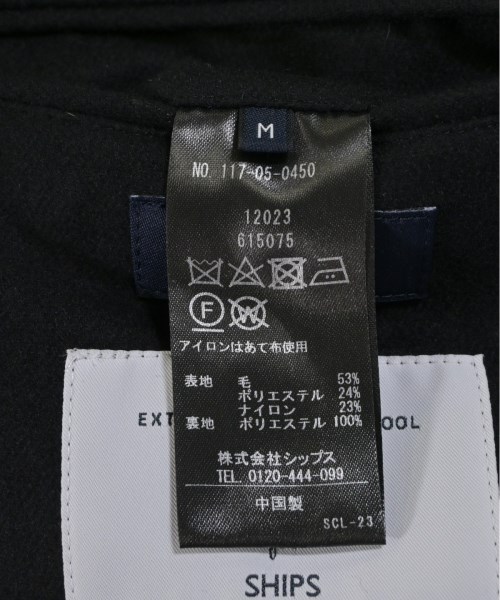 M
NO. 117-05-0450
12023
615075
F W
アイロンはあて布使用
表地 毛 53%
ポリエステル 24%
ナイロン 23%
裏地 ポリエステル 100%
株式会社シップス
TEL. 0120-444-099
中国製
SCL-23
SHIPS